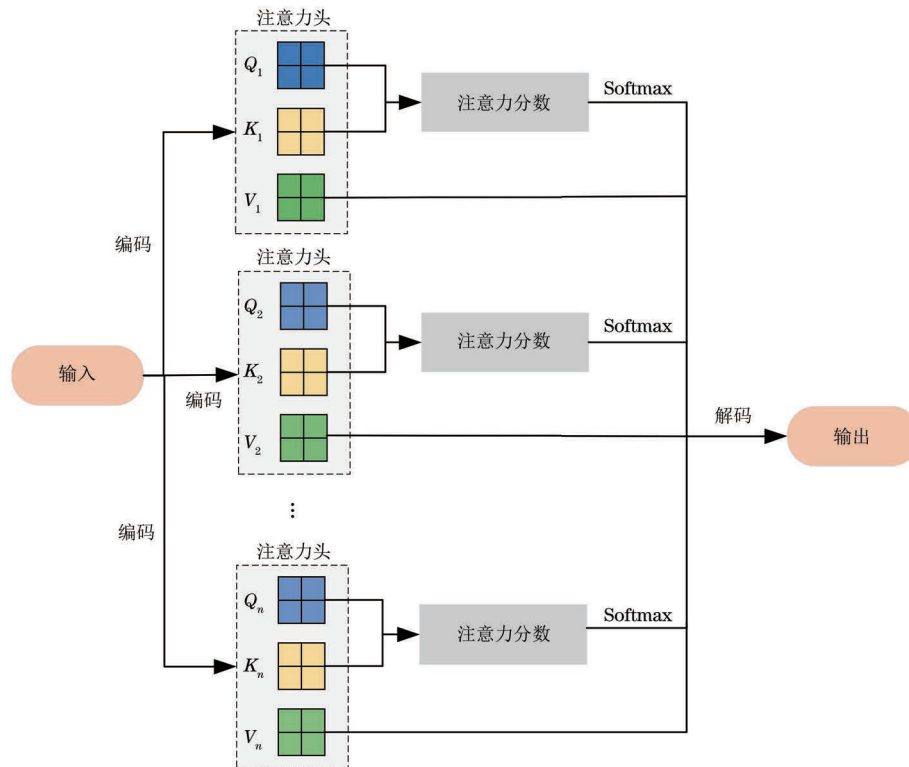 注意力头
Q1
注意力分数
Softmax
K1
V1
编码
注意力头
Q2
注意力分数
Softmax
输入
编码
K2
V2
解码
输出
⋮
编码
注意力头
Qn
注意力分数
Softmax
Kn
Vn